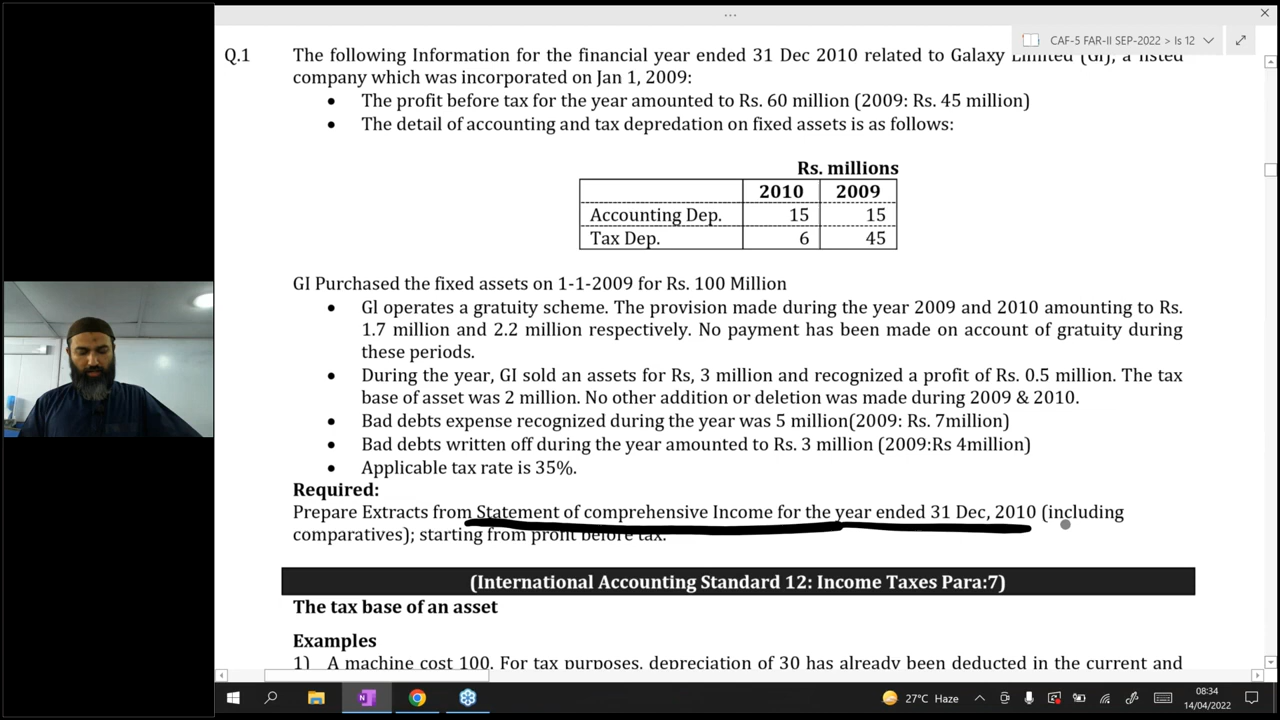 CAF-5 FAR-II SEP-2022 > Is 12
Q.1 The following Information for the financial year ended 31 Dec 2010 related to Galaxy Limited (GI), a listed
company which was incorporated on Jan 1, 2009:
• The profit before tax for the year amounted to Rs. 60 million (2009: Rs. 45 million)
• The detail of accounting and tax depredation on fixed assets is as follows:
Rs. millions
2010 2009
Accounting Dep. 15 15
Tax Dep. 6 45
GI Purchased the fixed assets on 1-1-2009 for Rs. 100 Million
• GI operates a gratuity scheme. The provision made during the year 2009 and 2010 amounting to Rs.
1.7 million and 2.2 million respectively. No payment has been made on account of gratuity during
these periods.
• During the year, GI sold an assets for Rs, 3 million and recognized a profit of Rs. 0.5 million. The tax
base of asset was 2 million. No other addition or deletion was made during 2009 & 2010.
• Bad debts expense recognized during the year was 5 million(2009: Rs. 7million)
• Bad debts written off during the year amounted to Rs. 3 million (2009:Rs 4million)
• Applicable tax rate is 35%.
Required:
Prepare Extracts from Statement of comprehensive Income for the year ended 31 Dec, 2010 (including
comparatives); starting from profit before tax.
(International Accounting Standard 12: Income Taxes Para:7)
The tax base of an asset
Examples
1) A machine cost 100. For tax purposes, depreciation of 30 has already been deducted in the current and
27°C Haze
08:34
14/04/2022